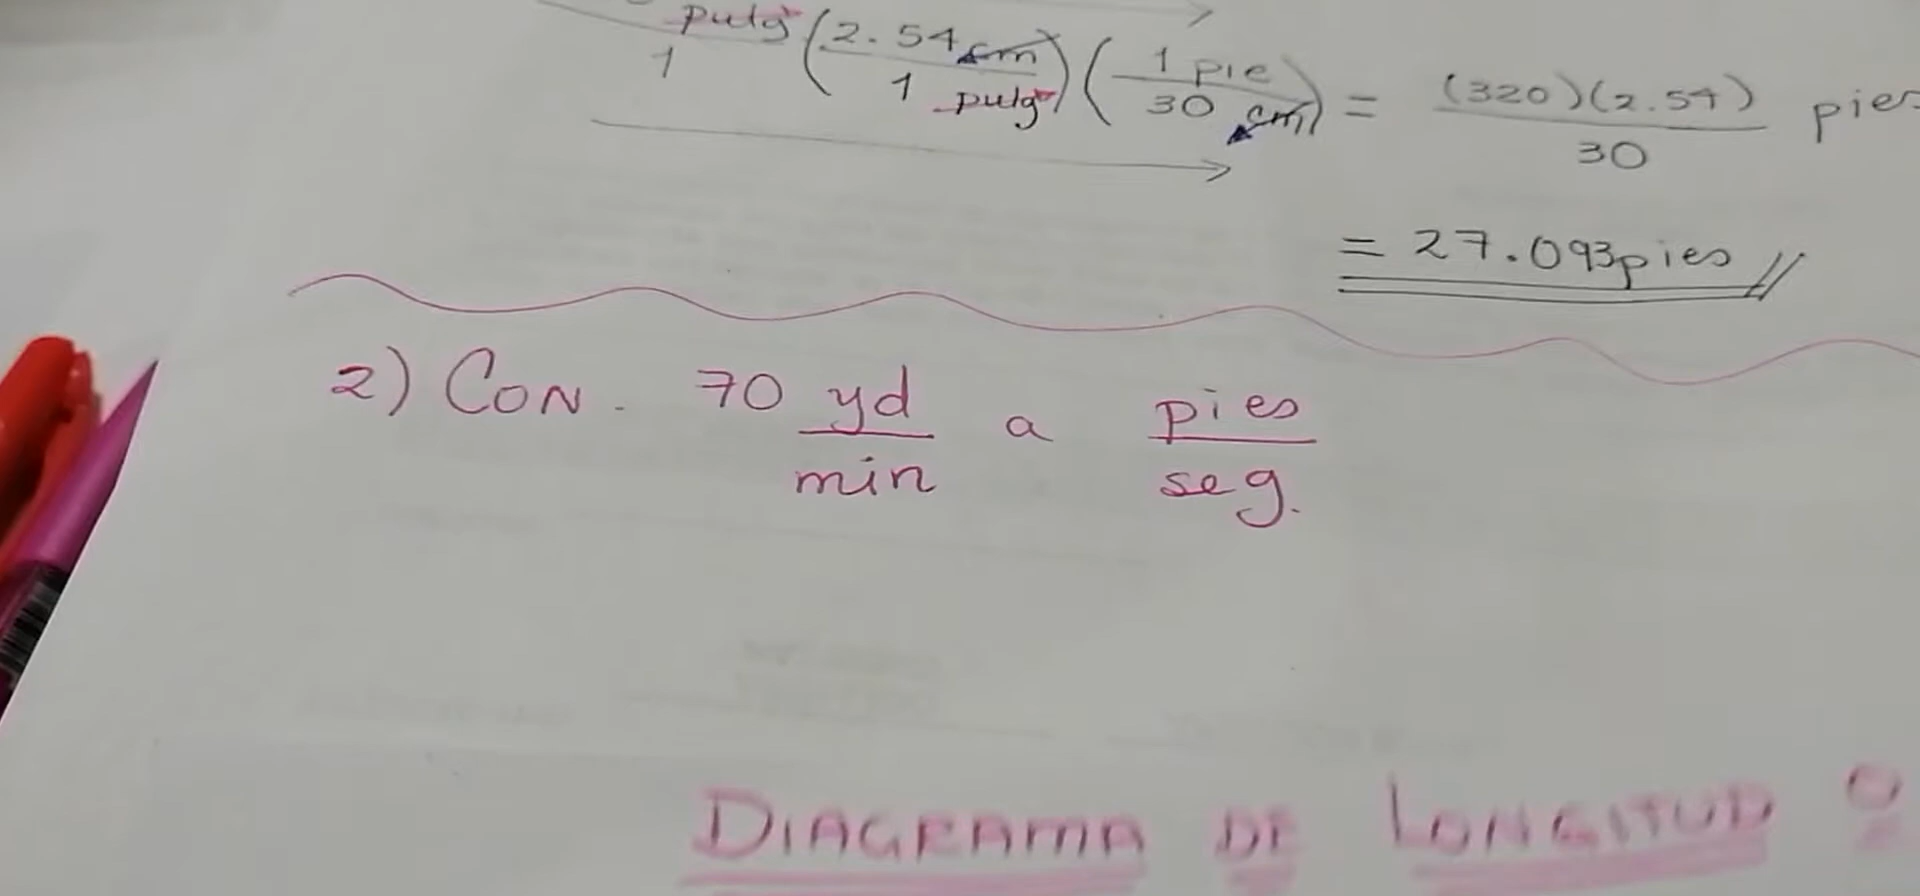 pulg (2.54 cm) (1 pie) = (320)(2.54) pies
1 1 pulg 30 cm 30
= 27.093 pies //
2) CON. 70 yd a pies
min seg.
DIAGRAMA DE LONGITUD